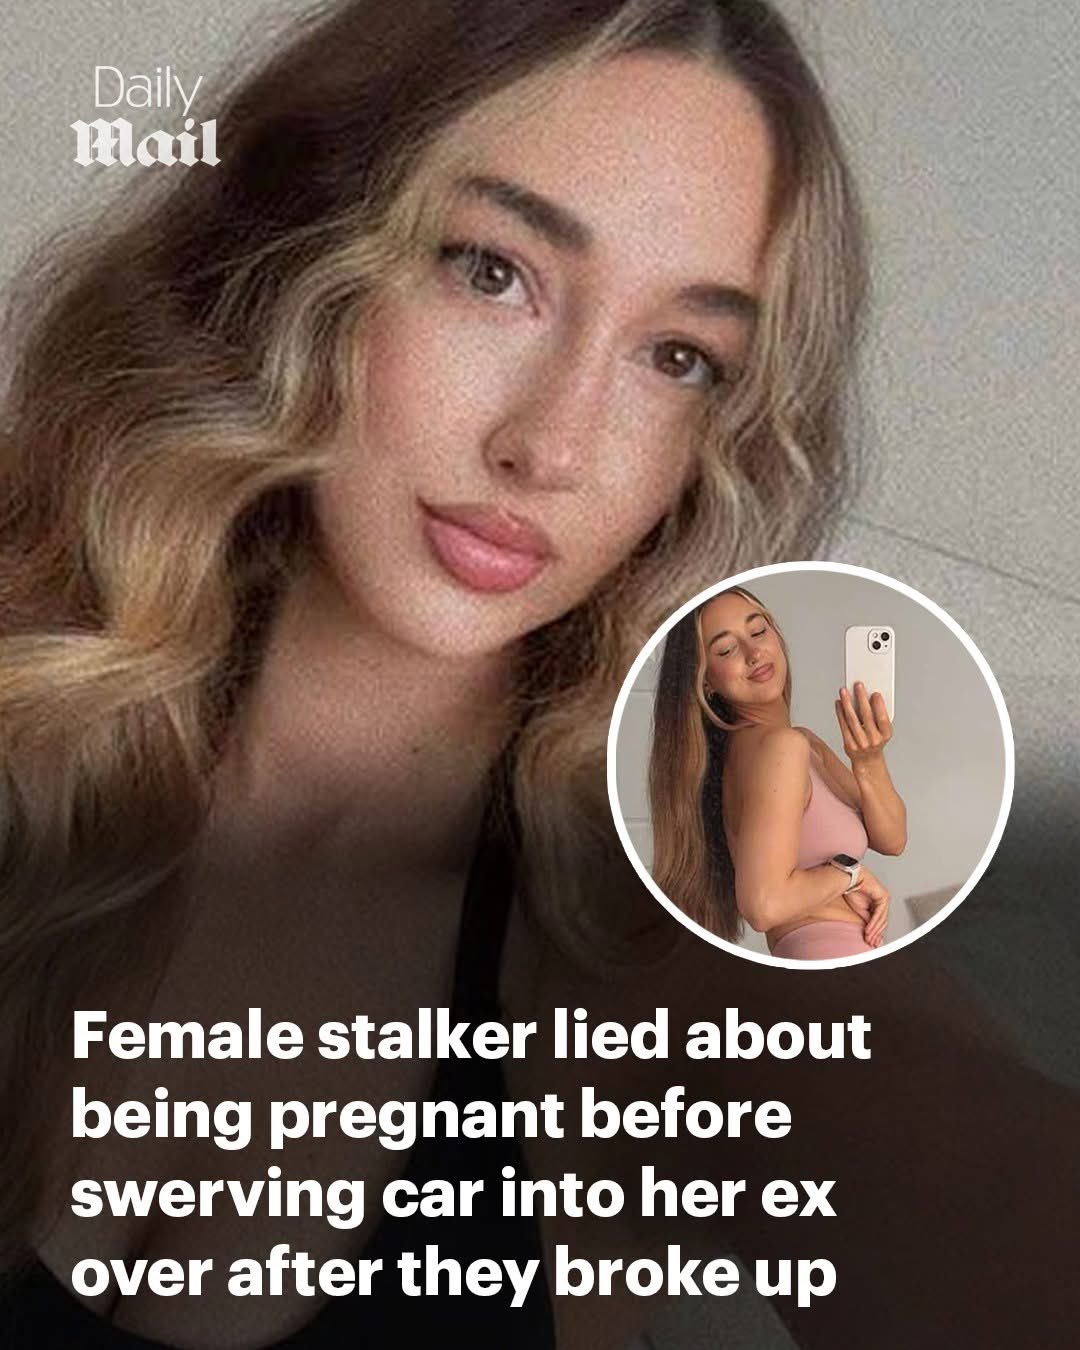 Daily
Mail
Female stalker lied about
being pregnant before
swerving car into her ex
over after they broke up